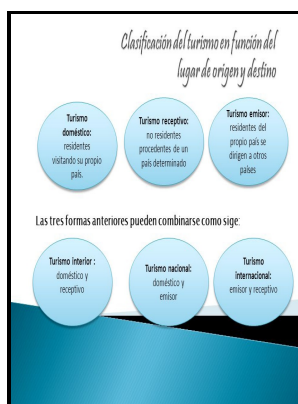 Clasificación del turismo en función del
lugar de origen y destino
Turismo
doméstico:
residentes
visitando su propio
país.
Turismo receptivo:
no residentes
procedentes de un
país determinado
Turismo emisor:
residentes del
propio país se
dirigen a otros
países
Las tres formas anteriores pueden combinarse como sige:
Turismo interior :
doméstico y
receptivo
Turismo nacional:
doméstico y
emisor
Turismo
internacional:
emisor y receptivo